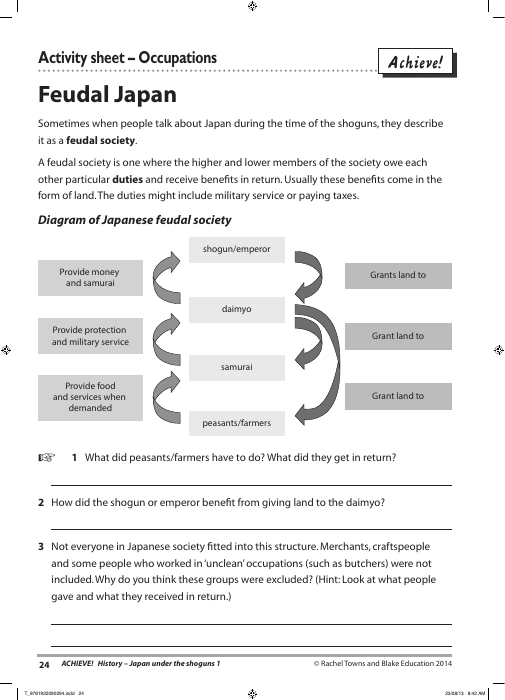 Activity sheet – Occupations
Achieve!
Feudal Japan
Sometimes when people talk about Japan during the time of the shoguns, they describe
it as a feudal society.
A feudal society is one where the higher and lower members of the society owe each
other particular duties and receive benefits in return. Usually these benefits come in the
form of land. The duties might include military service or paying taxes.
Diagram of Japanese feudal society
shogun/emperor
Provide money
and samurai
Grants land to
daimyo
Provide protection
and military service
Grant land to
samurai
Provide food
and services when
demanded
Grant land to
peasants/farmers
1 What did peasants/farmers have to do? What did they get in return?
2 How did the shogun or emperor benefit from giving land to the daimyo?
3 Not everyone in Japanese society fitted into this structure. Merchants, craftspeople
and some people who worked in ‘unclean’ occupations (such as butchers) were not
included. Why do you think these groups were excluded? (Hint: Look at what people
gave and what they received in return.)
24 ACHIEVE! History – Japan under the shoguns 1 © Rachel Towns and Blake Education 2014
T_9781922090294.indd 24 23/08/13 8:42 AM